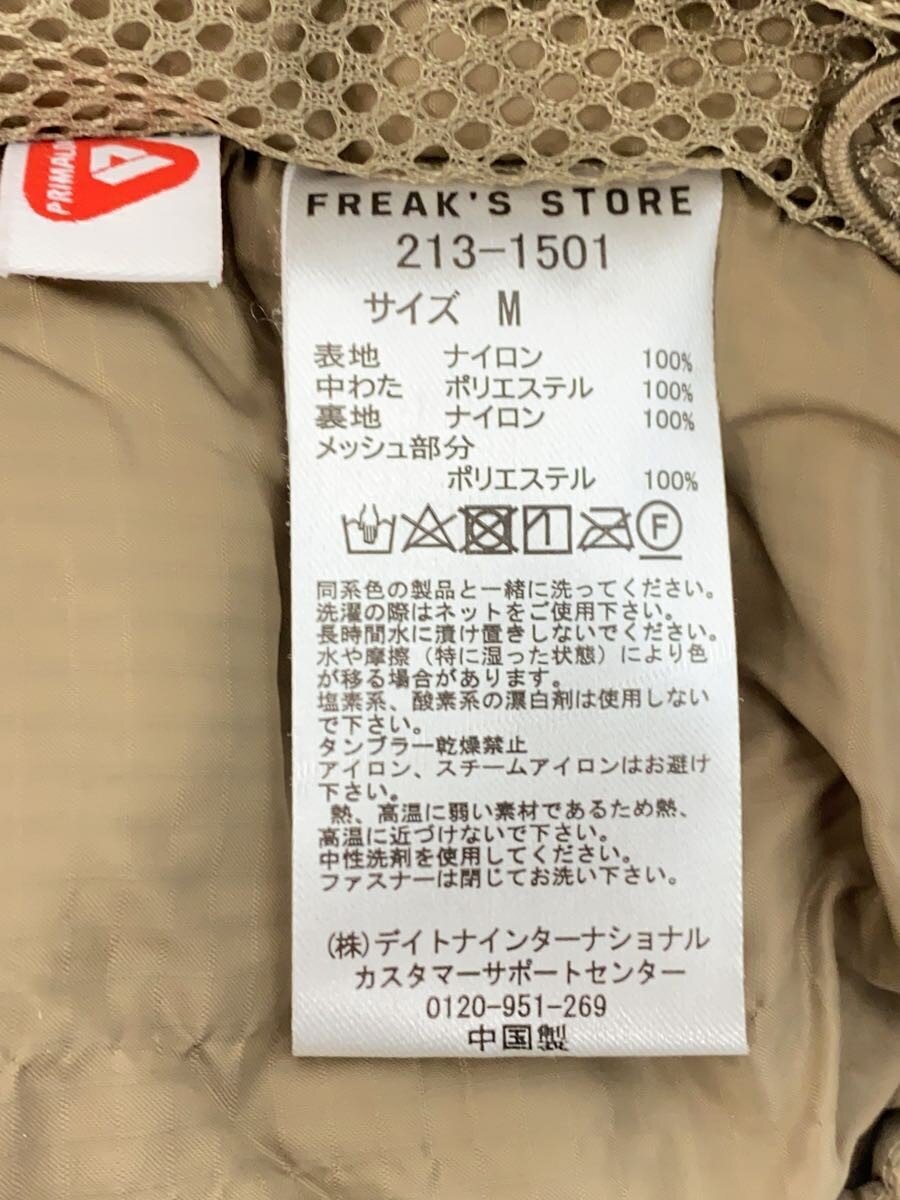 PRIMALO
FREAK'S STORE
213-1501
サイズ M
表地 ナイロン 100%
中わた ポリエステル 100%
裏地 ナイロン 100%
メッシュ部分
ポリエステル 100%
F
同系色の製品と一緒に洗ってください。
洗濯の際はネットをご使用下さい。
長時間水に漬け置きしないでください。
水や摩擦（特に湿った状態）により色
が移る場合があります。
塩素系、酸素系の漂白剤は使用しない
で下さい。
タンブラー乾燥禁止
アイロン、スチームアイロンはお避け
下さい。
熱、高温に弱い素材であるため熱、
高温に近づけないで下さい。
中性洗剤を使用してください。
ファスナーは閉じてお洗い下さい。
(株)デイトナインターナショナル
カスタマーサポートセンター
0120-951-269
中国製